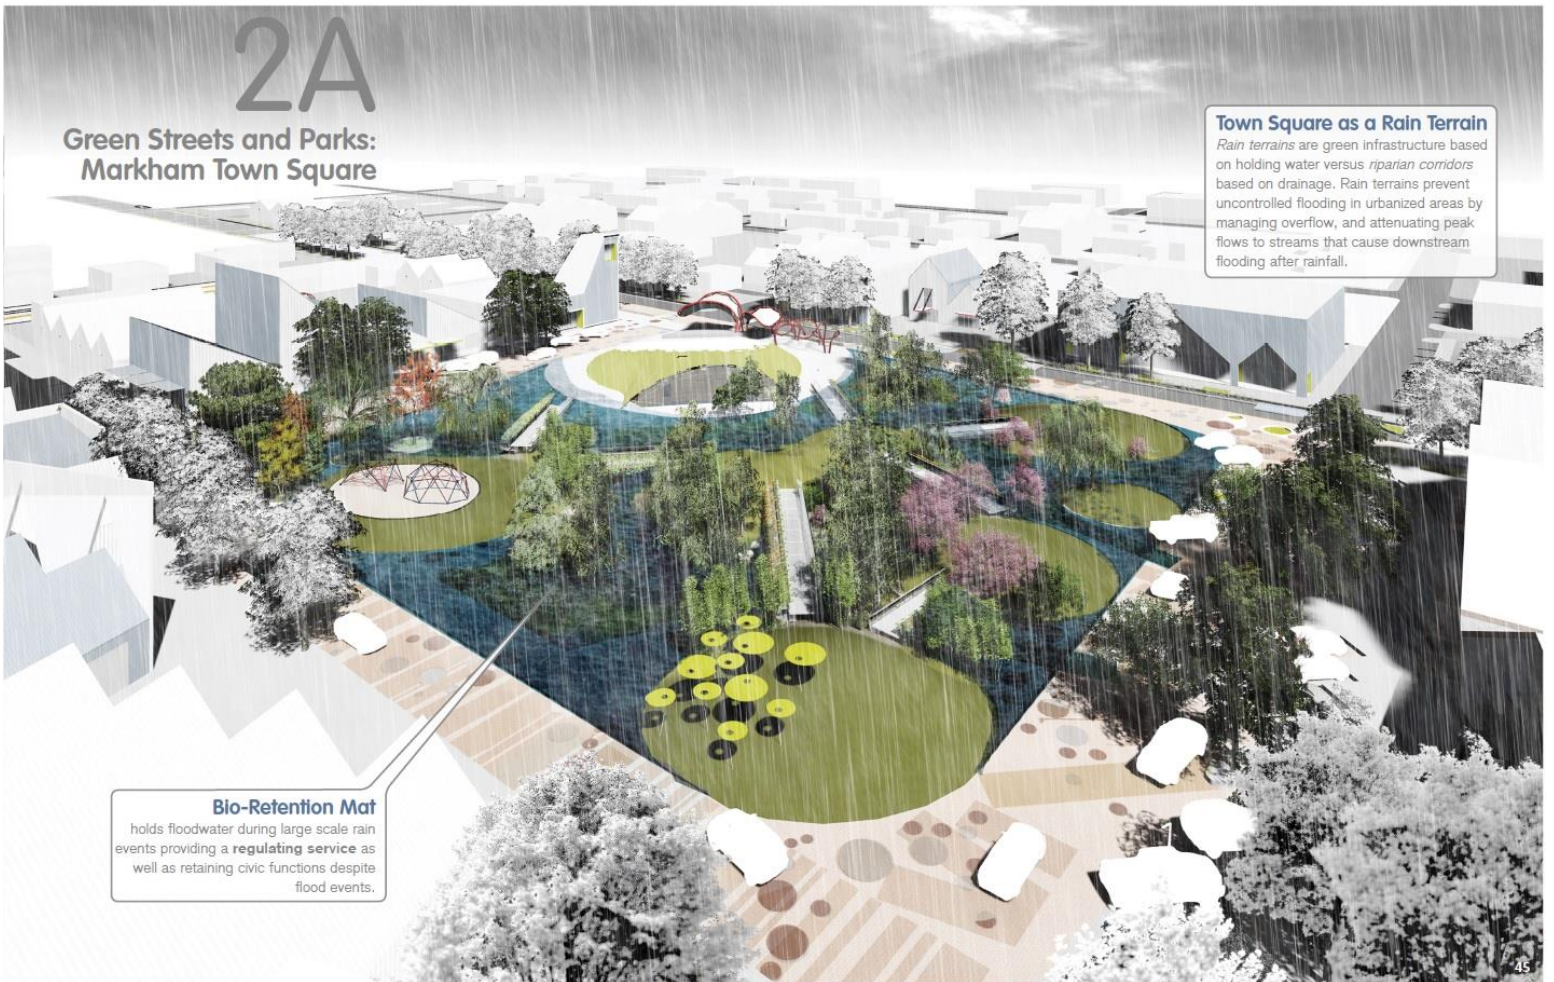 2A
Green Streets and Parks:
Markham Town Square
Town Square as a Rain Terrain
Rain terrains are green infrastructure based
on holding water versus riparian corridors
based on drainage. Rain terrains prevent
uncontrolled flooding in urbanized areas by
managing overflow, and attenuating peak
flows to streams that cause downstream
flooding after rainfall.
Bio-Retention Mat
holds floodwater during large scale rain
events providing a regulating service as
well as retaining civic functions despite
flood events.
45